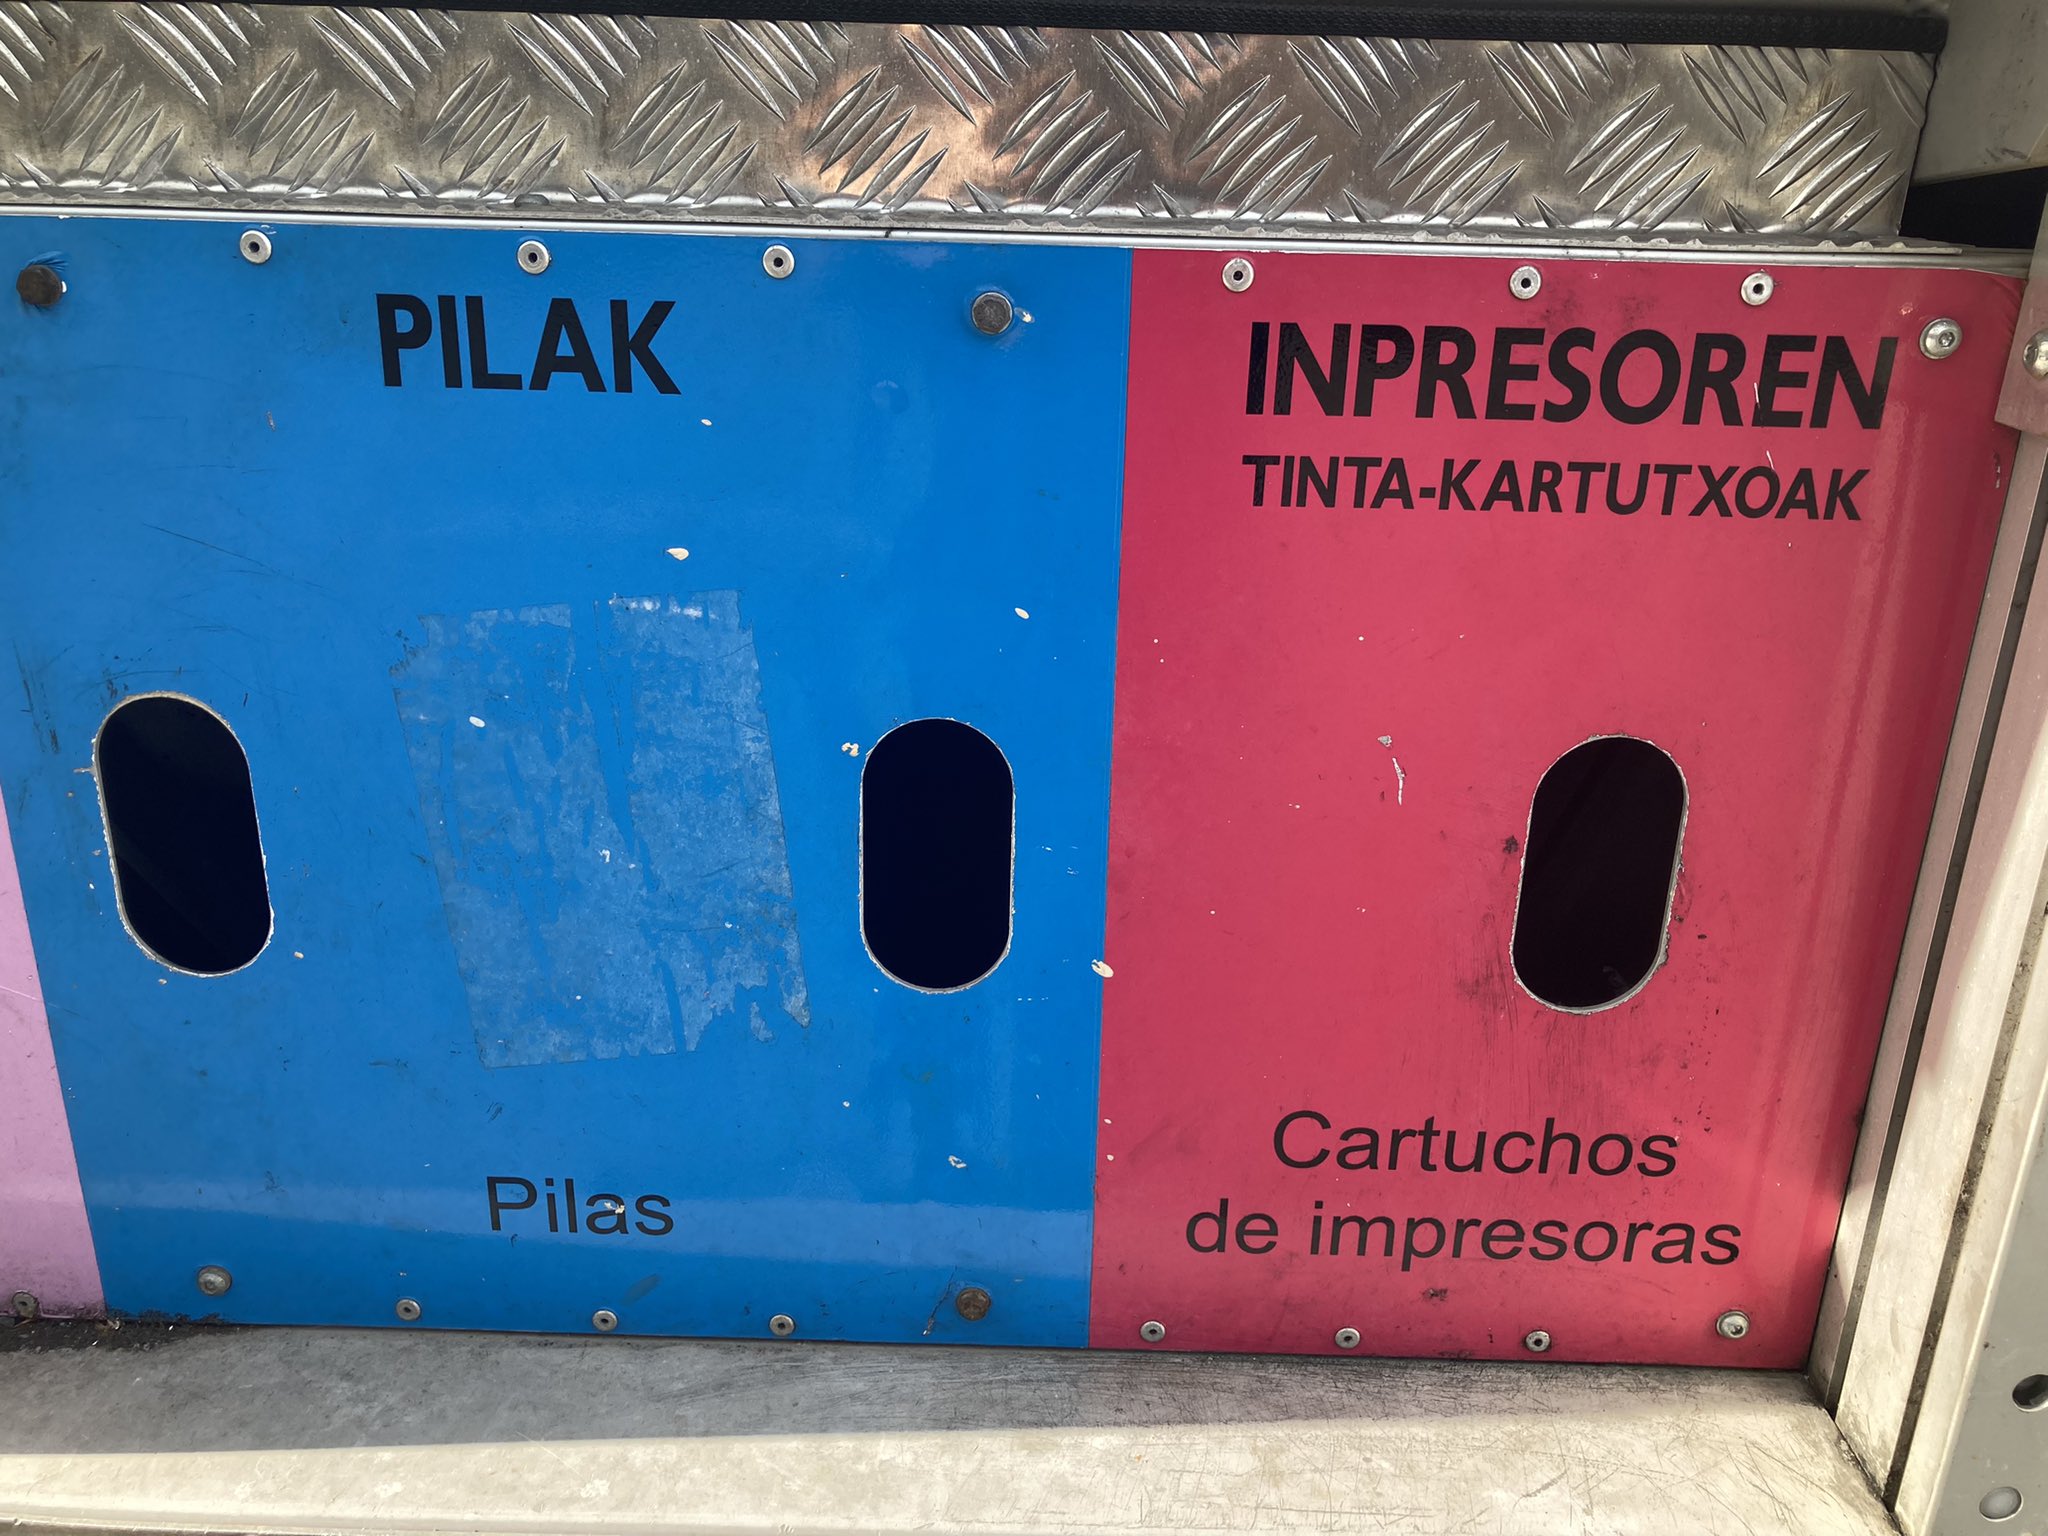 PILAK
Pilas
INPRESOREN
TINTA-KARTUTXOAK
Cartuchos
de impresoras